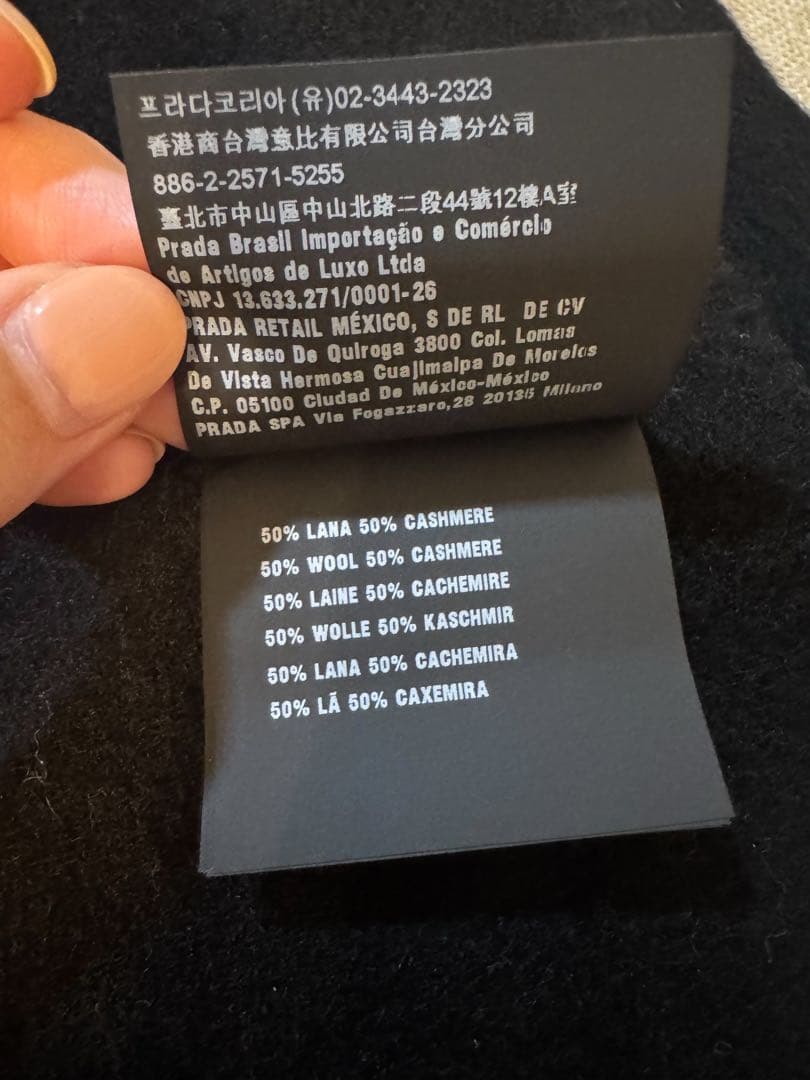 프라다코리아(유)02-3443-2323
香港商台灣意比有限公司台灣分公司
886-2-2571-5255
臺北市中山區中山北路二段44號12樓A室
Prada Brasil Importação e Comércio
de Artigos de Luxo Ltda
CNPJ 13.633.271/0001-26
PRADA RETAIL MÉXICO, S DE RL DE CV
AV. Vasco De Quiroga 3800 Col. Lomas
De Vista Hermosa Cuajimalpa De Morelos
C.P. 05100 Ciudad De México-México
PRADA SPA Via Fogazzaro,28 20135 Milano
50% LANA 50% CASHMERE
50% WOOL 50% CASHMERE
50% LAINE 50% CACHEMIRE
50% WOLLE 50% KASCHMIR
50% LANA 50% CACHEMIRA
50% LÃ 50% CAXEMIRA